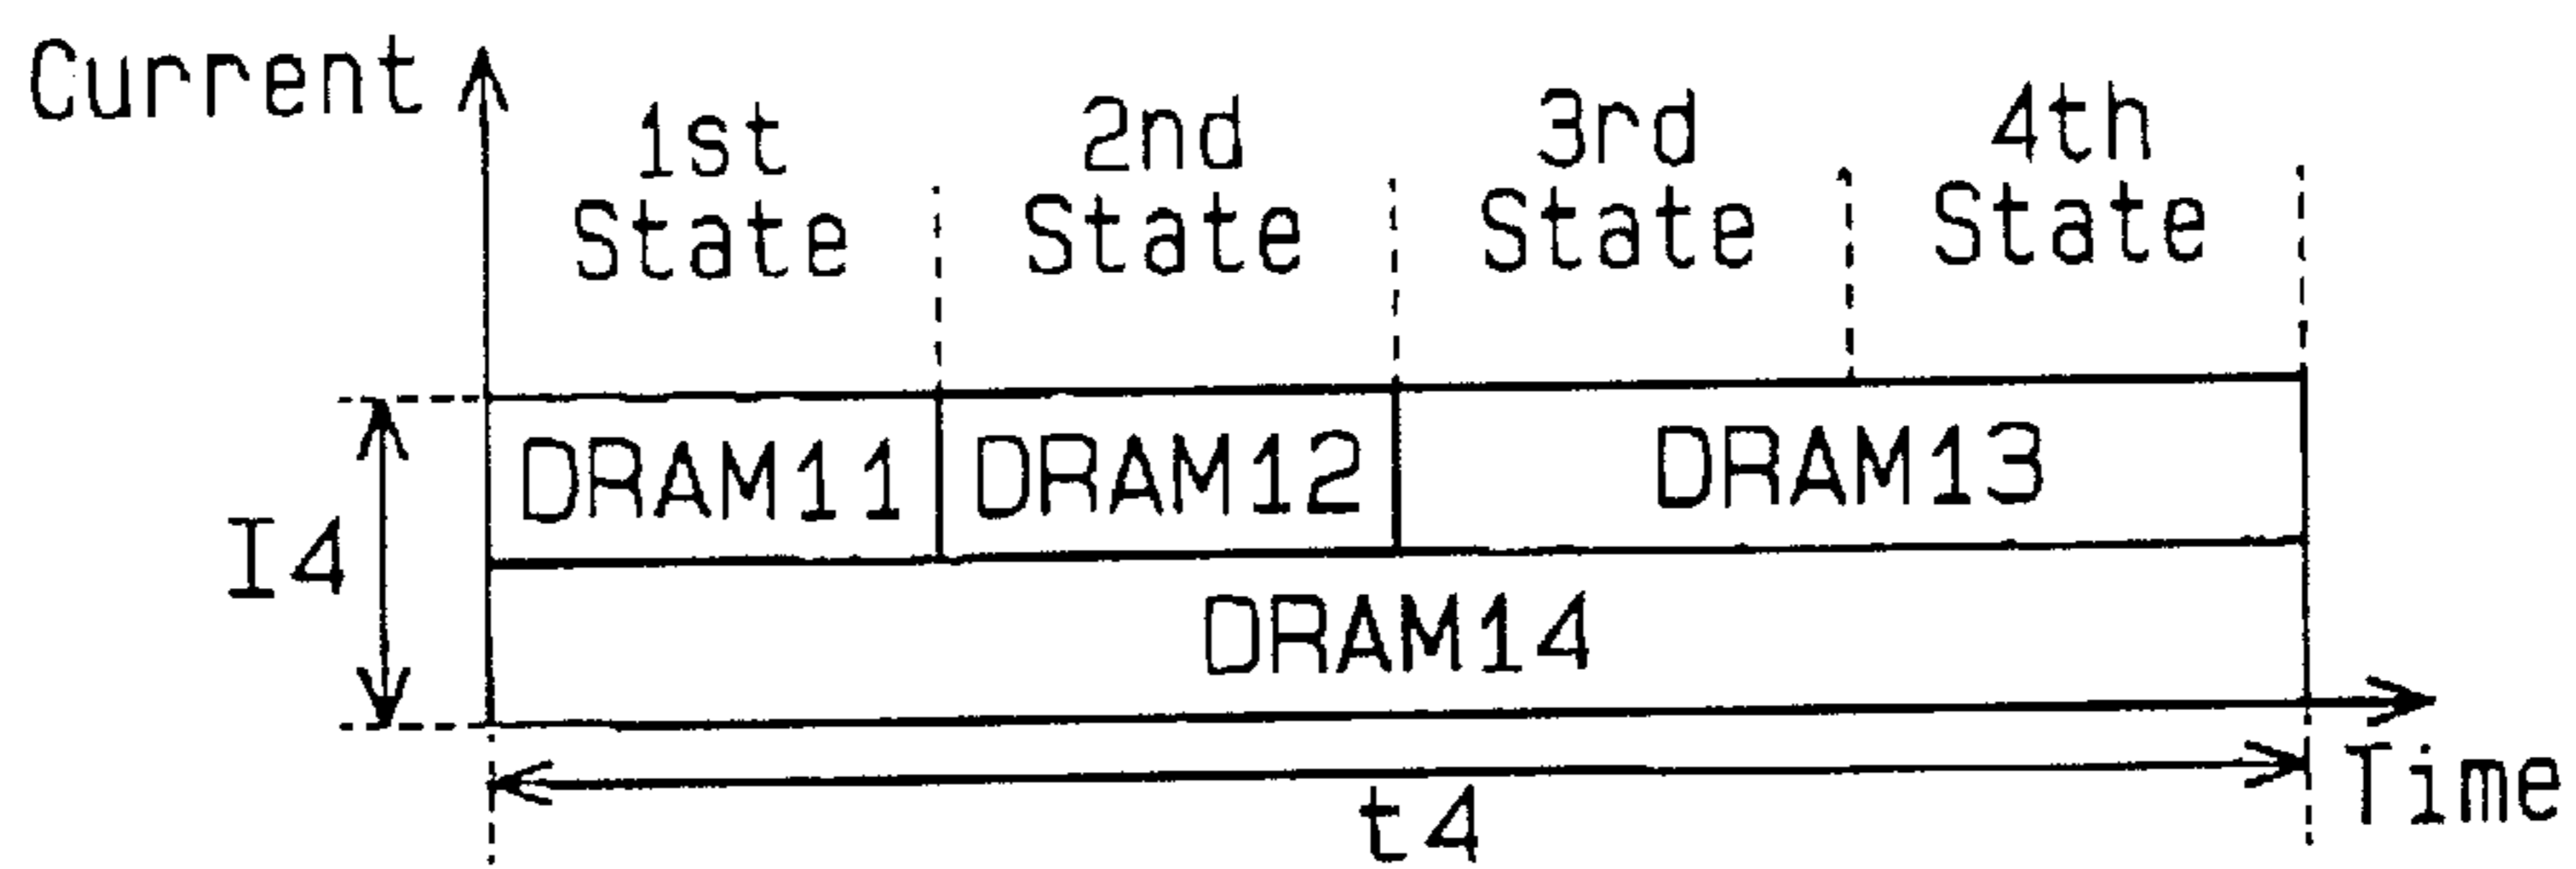 Current
1st
State
2nd
State
3rd
State
4th
State
DRAM11
DRAM12
DRAM13
I4
DRAM14
Time
t4